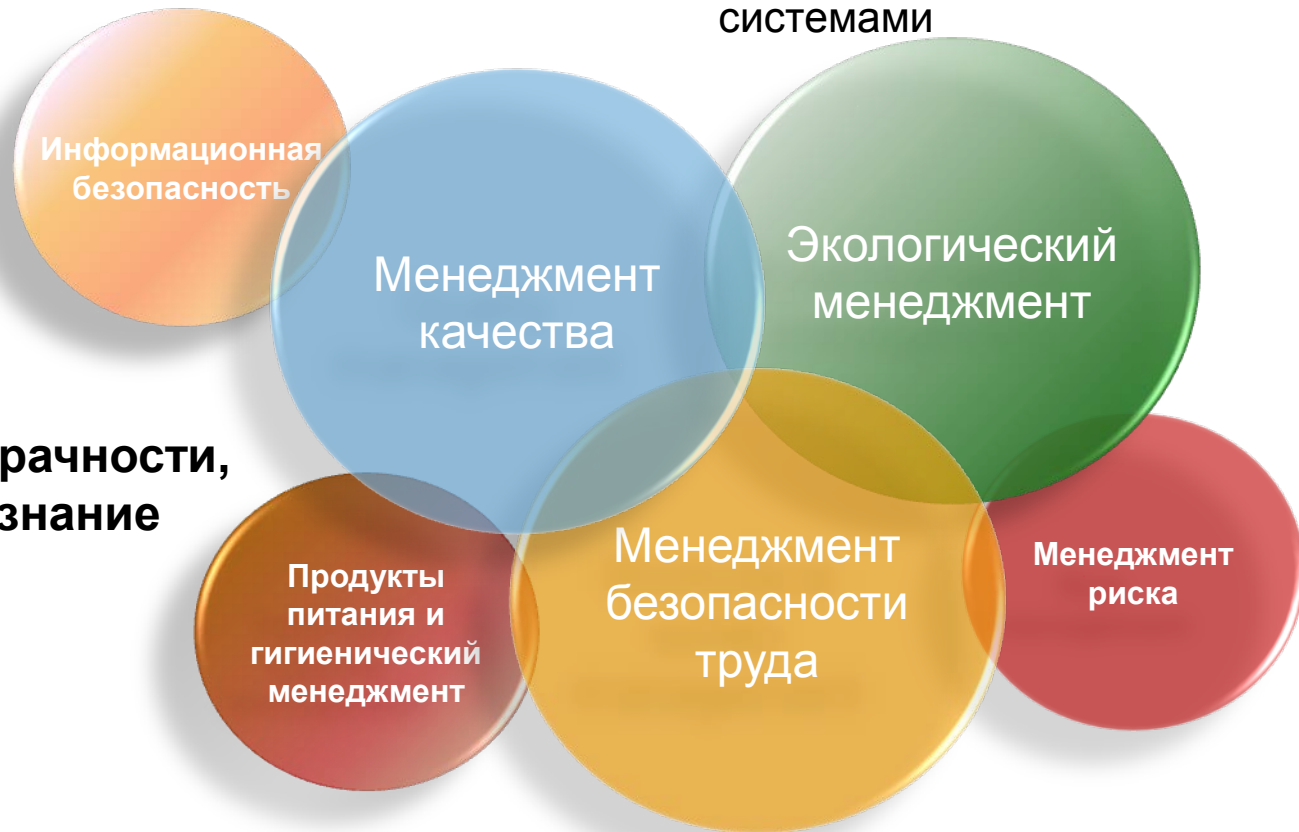 системами
Информационная
безопасность
Менеджмент
качества
Экологический
менеджмент
рачности,
знание
Продукты
питания и
гигиенический
менеджмент
Менеджмент
безопасности
труда
Менеджмент
риска